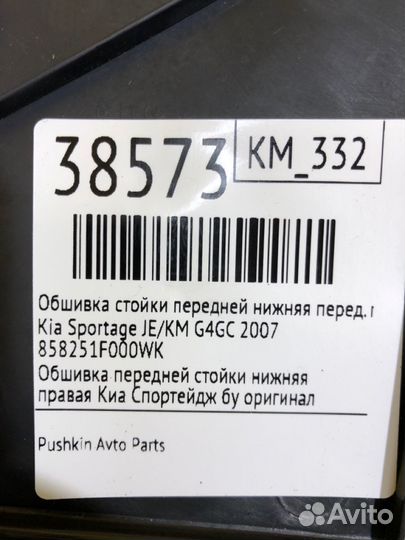 38573
KM_332
Обшивка стойки передней нижняя перед.
Kia Sportage JE/KM G4GC 2007
858251F000WK
Обшивка передней стойки нижняя
правая Киа Спортейдж бу оригинал
Pushkin Avto Parts
Avito